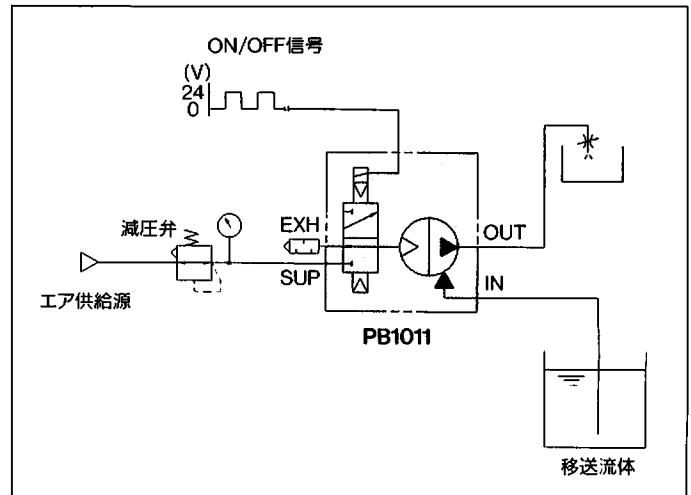 ON/OFF信号
(V)
24
0
減圧弁
EXH
SUP
エア供給源
OUT
IN
PB1011
移送流体